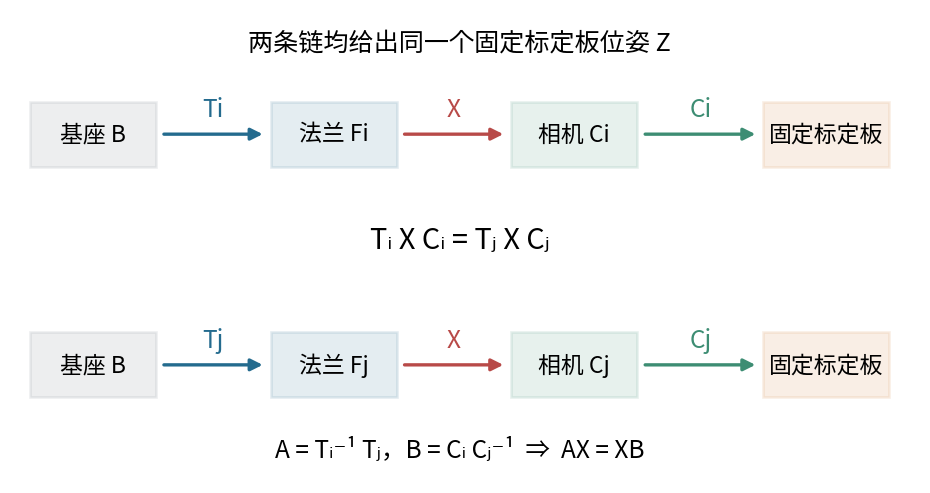 两条链均给出同一个固定标定板位姿 Z
Ti X Ci
基座 B 法兰 Fi 相机 Ci 固定标定板
Tᵢ X Cᵢ = Tⱼ X Cⱼ
Tj X Cj
基座 B 法兰 Fj 相机 Cj 固定标定板
A = Tᵢ⁻¹ Tⱼ，B = Cᵢ Cⱼ⁻¹ ⇒ AX = XB